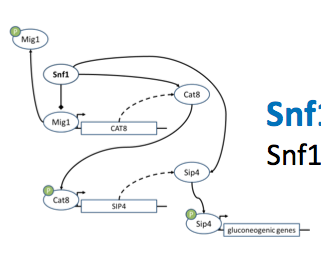 P
Mig1
Snf1
Cat8
Mig1
CAT8
Snf1
Snf1
Sip4
P
Cat8
SIP4
P
Sip4
gluconeogenic genes